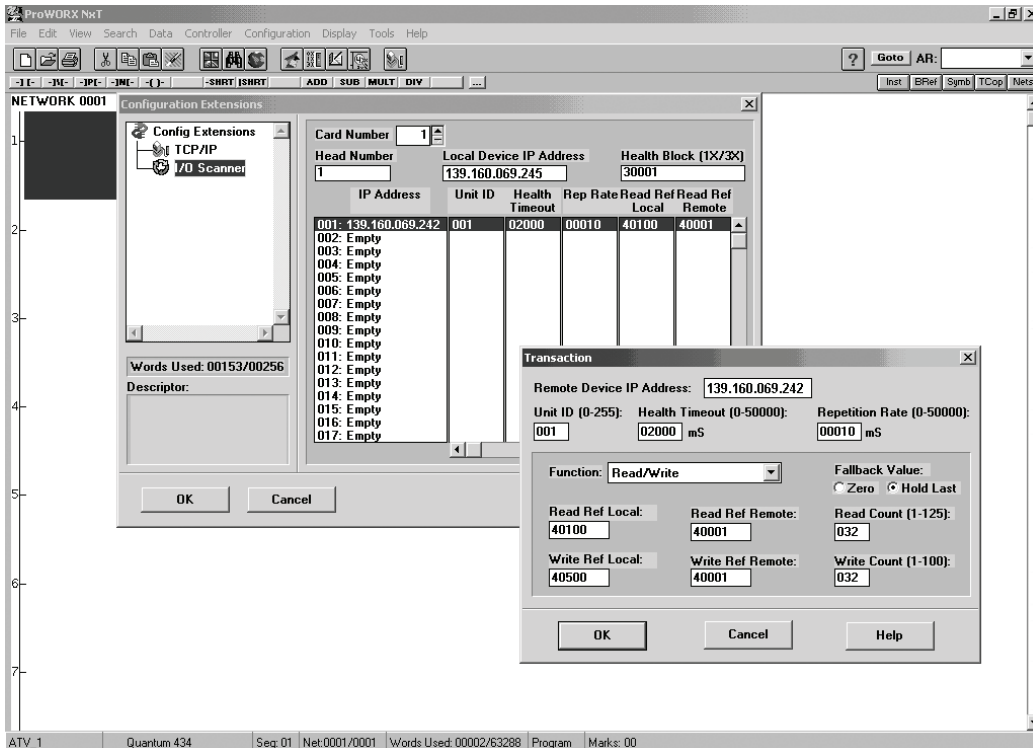 ProWORX NxT
File Edit View Search Data Controller Configuration Display Tools Help
? Goto AR:
-] [- -]\[- -]P[- -]N[- -( )- -SHRT |SHRT ADD SUB MULT DIV ... Inst BRef Symb TCop Nets
NETWORK 0001
1
2
3
4
5
6
7
Configuration Extensions
Config Extensions
TCP/IP
I/O Scanner
Words Used: 00153/00256
Descriptor:
OK Cancel
Card Number 1
Head Number Local Device IP Address Health Block (1X/3X)
1 139.160.069.245 30001
IP Address Unit ID Health Rep Rate Read Ref Read Ref
Timeout Local Remote
001: 139.160.069.242 001 02000 00010 40100 40001
002: Empty
003: Empty
004: Empty
005: Empty
006: Empty
007: Empty
008: Empty
009: Empty
010: Empty
011: Empty
012: Empty
013: Empty
014: Empty
015: Empty
016: Empty
017: Empty
Transaction
Remote Device IP Address: 139.160.069.242
Unit ID (0-255): Health Timeout (0-50000): Repetition Rate (0-50000):
001 02000 mS 00010 mS
Function: Read/Write Fallback Value:
Zero Hold Last
Read Ref Local: Read Ref Remote: Read Count (1-125):
40100 40001 032
Write Ref Local: Write Ref Remote: Write Count (1-100):
40500 40001 032
OK Cancel Help
ATV_1 Quantum 434 Seg: 01 Net:0001/0001 Words Used: 00002/63288 Program Marks: 00